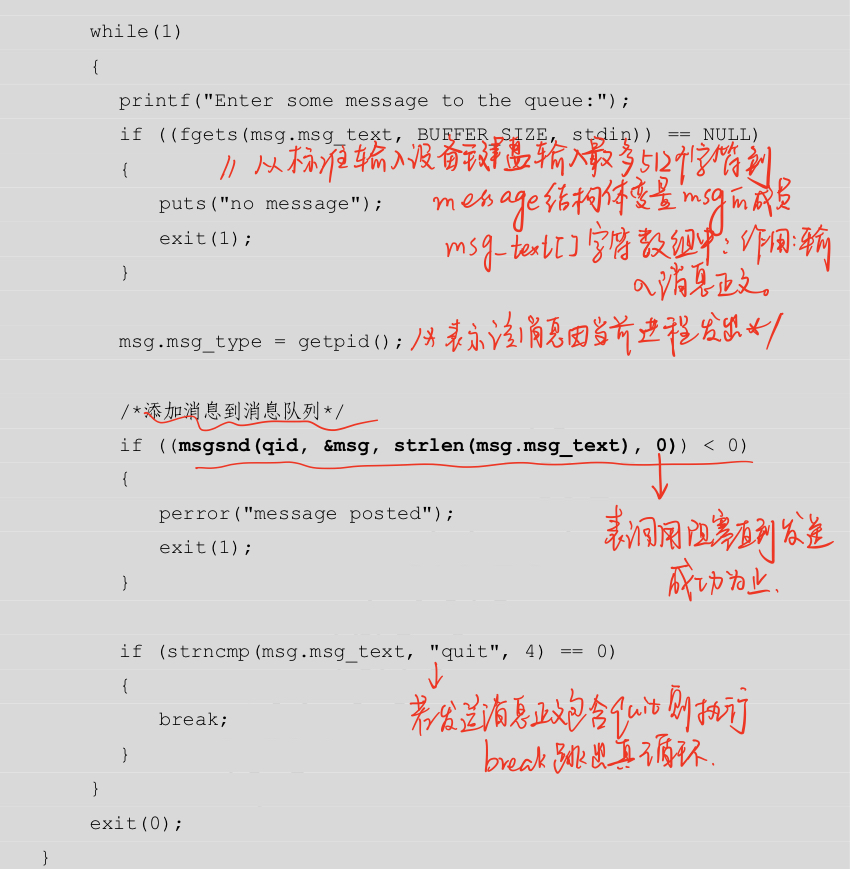 while(1)
{
printf("Enter some message to the queue:");
if ((fgets(msg.msg_text, BUFFER_SIZE, stdin)) == NULL)
{
// 从标准输入设备键盘输入最多512个字符到
puts("no message");
message结构体变量msg的成员
exit(1);
msg_text[]字符数组中;作用:输
}
入消息正文。
msg.msg_type = getpid();
/*表示该消息由当前进程发出*/
/*添加消息到消息队列*/
if ((msgsnd(qid, &msg, strlen(msg.msg_text), 0)) < 0)
{
perror("message posted");
exit(1);
表调用阻塞直到发送
成功为止.
}
if (strncmp(msg.msg_text, "quit", 4) == 0)
{
若发送消息正文包含quit则执行
break;
break跳出真循环.
}
}
exit(0);
}